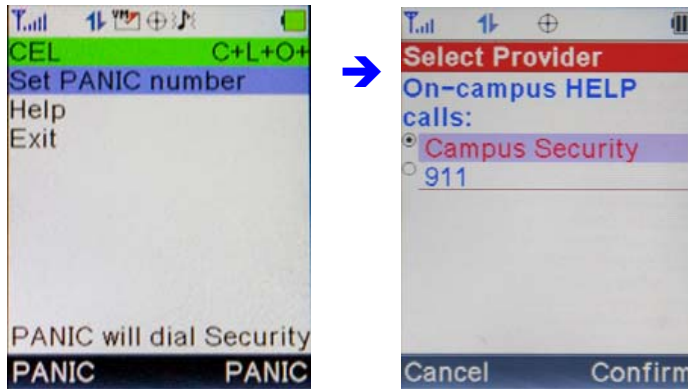 CEL C+L+O+
Set PANIC number
Help
Exit
PANIC will dial Security
PANIC PANIC
Select Provider
On-campus HELP
calls:
Campus Security
911
Cancel Confirm